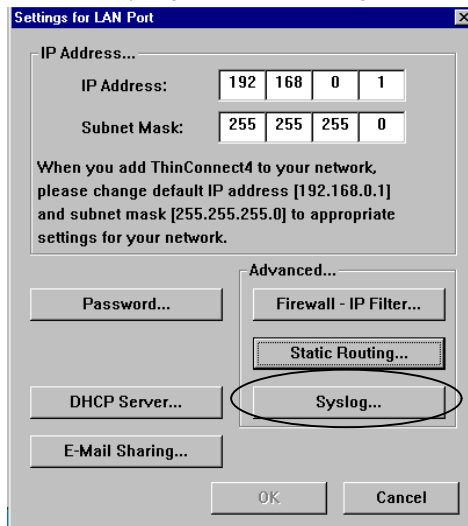 Settings for LAN Port
IP Address...
IP Address: 192 168 0 1
Subnet Mask: 255 255 255 0
When you add ThinConnect4 to your network,
please change default IP address [192.168.0.1]
and subnet mask [255.255.255.0] to appropriate
settings for your network.
Advanced...
Password... Firewall - IP Filter...
Static Routing...
DHCP Server... Syslog...
E-Mail Sharing...
OK Cancel